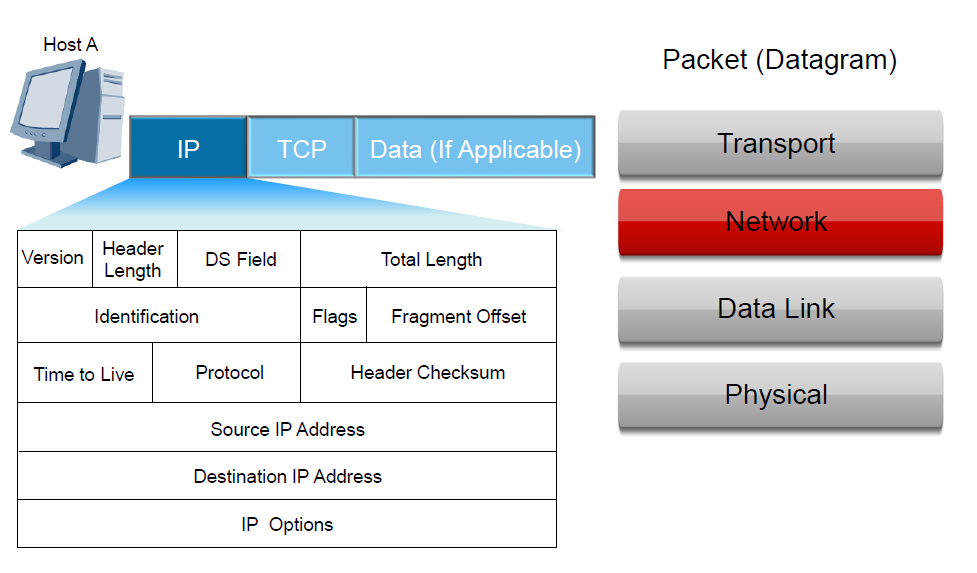 Host A
Packet (Datagram)
IP
TCP
Data (If Applicable)
Transport
Network
Data Link
Physical
Version
Header
Length
DS Field
Total Length
Identification
Flags
Fragment Offset
Time to Live
Protocol
Header Checksum
Source IP Address
Destination IP Address
IP Options